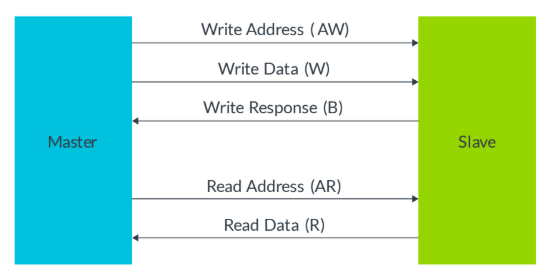 Write Address (AW)
Write Data (W)
Write Response (B)
Master
Slave
Read Address (AR)
Read Data (R)